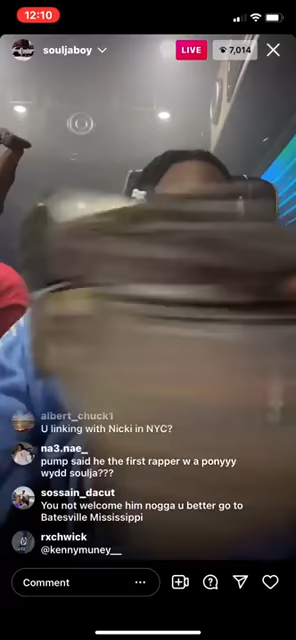 12:10
souljaboy
LIVE
7,014
albert_chuck1
U linking with Nicki in NYC?
na3.nae_
pump said he the first rapper w a ponyyy
wydd soulja???
sossain_dacut
You not welcome him nogga u better go to
Batesville Mississippi
rxchwick
@kennymuney__
Comment